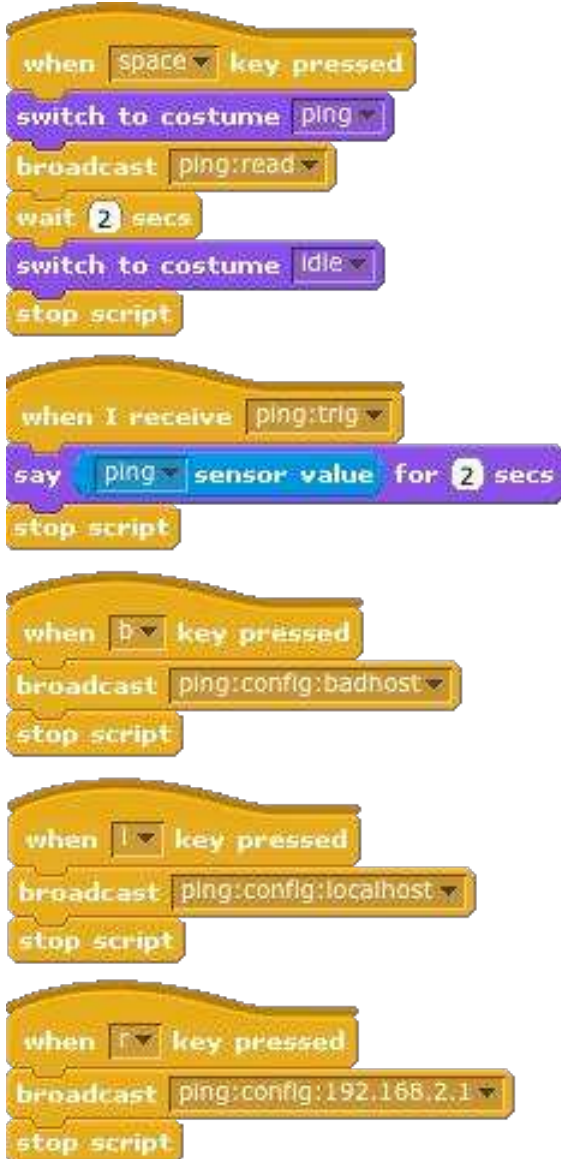 when space key pressed
switch to costume ping
broadcast ping:read
wait 2 secs
switch to costume idle
stop script
when I receive ping:trig
say ping sensor value for 2 secs
stop script
when b key pressed
broadcast ping:config:badhost
stop script
when l key pressed
broadcast ping:config:localhost
stop script
when r key pressed
broadcast ping:config:192.168.2.1
stop script